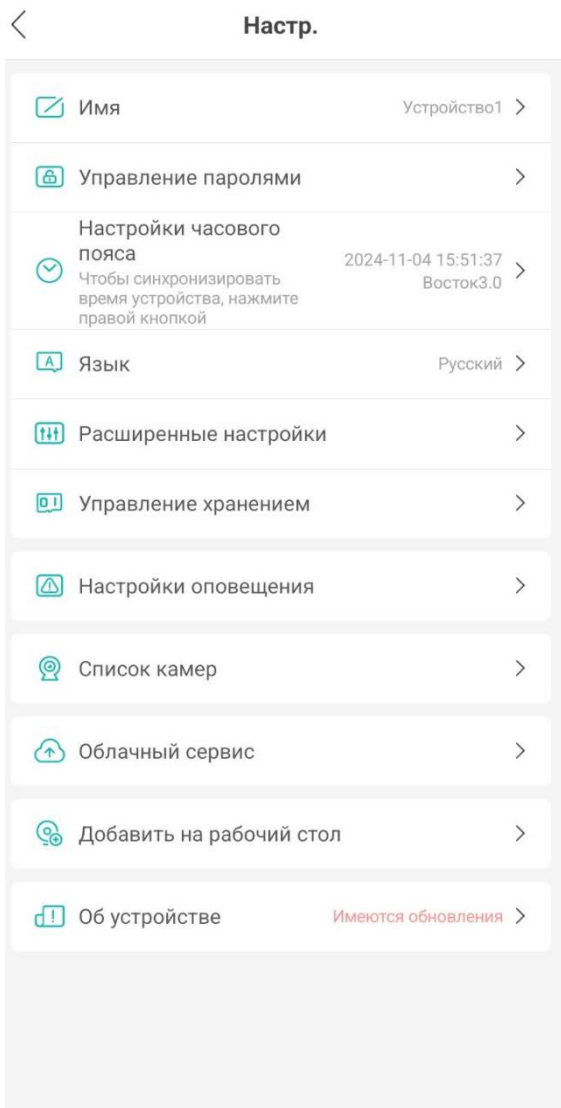 Настр.
Имя
Устройство1
Управление паролями
Настройки часового
пояса
Чтобы синхронизировать
время устройства, нажмите
правой кнопкой
2024-11-04 15:51:37
Восток3.0
Язык
Русский
Расширенные настройки
Управление хранением
Настройки оповещения
Список камер
Облачный сервис
Добавить на рабочий стол
Об устройстве
Имеются обновления